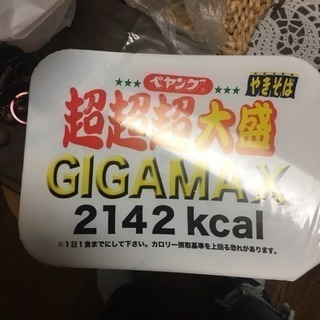 ペヤング
やきそば
超超超大盛
GIGAMAX
2142 kcal
※1日1食までにして下さい。カロリー摂取基準を上回る恐れがあります。